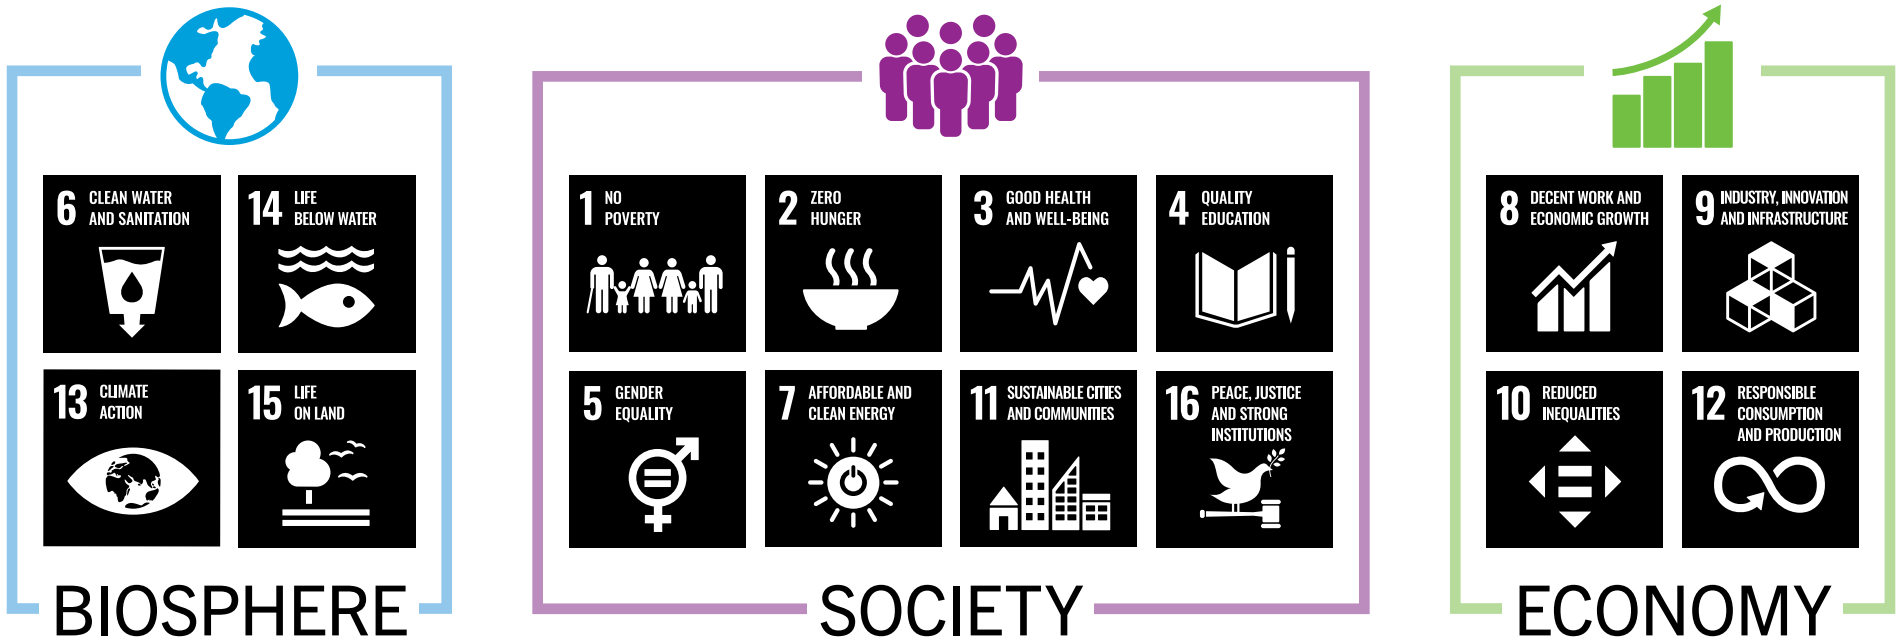 6 CLEAN WATER
AND SANITATION
14 LIFE
BELOW WATER
13 CLIMATE
ACTION
15 LIFE
ON LAND
BIOSPHERE
1 NO
POVERTY
2 ZERO
HUNGER
3 GOOD HEALTH
AND WELL-BEING
4 QUALITY
EDUCATION
5 GENDER
EQUALITY
7 AFFORDABLE AND
CLEAN ENERGY
11 SUSTAINABLE CITIES
AND COMMUNITIES
16 PEACE, JUSTICE
AND STRONG
INSTITUTIONS
SOCIETY
8 DECENT WORK AND
ECONOMIC GROWTH
9 INDUSTRY, INNOVATION
AND INFRASTRUCTURE
10 REDUCED
INEQUALITIES
12 RESPONSIBLE
CONSUMPTION
AND PRODUCTION
ECONOMY